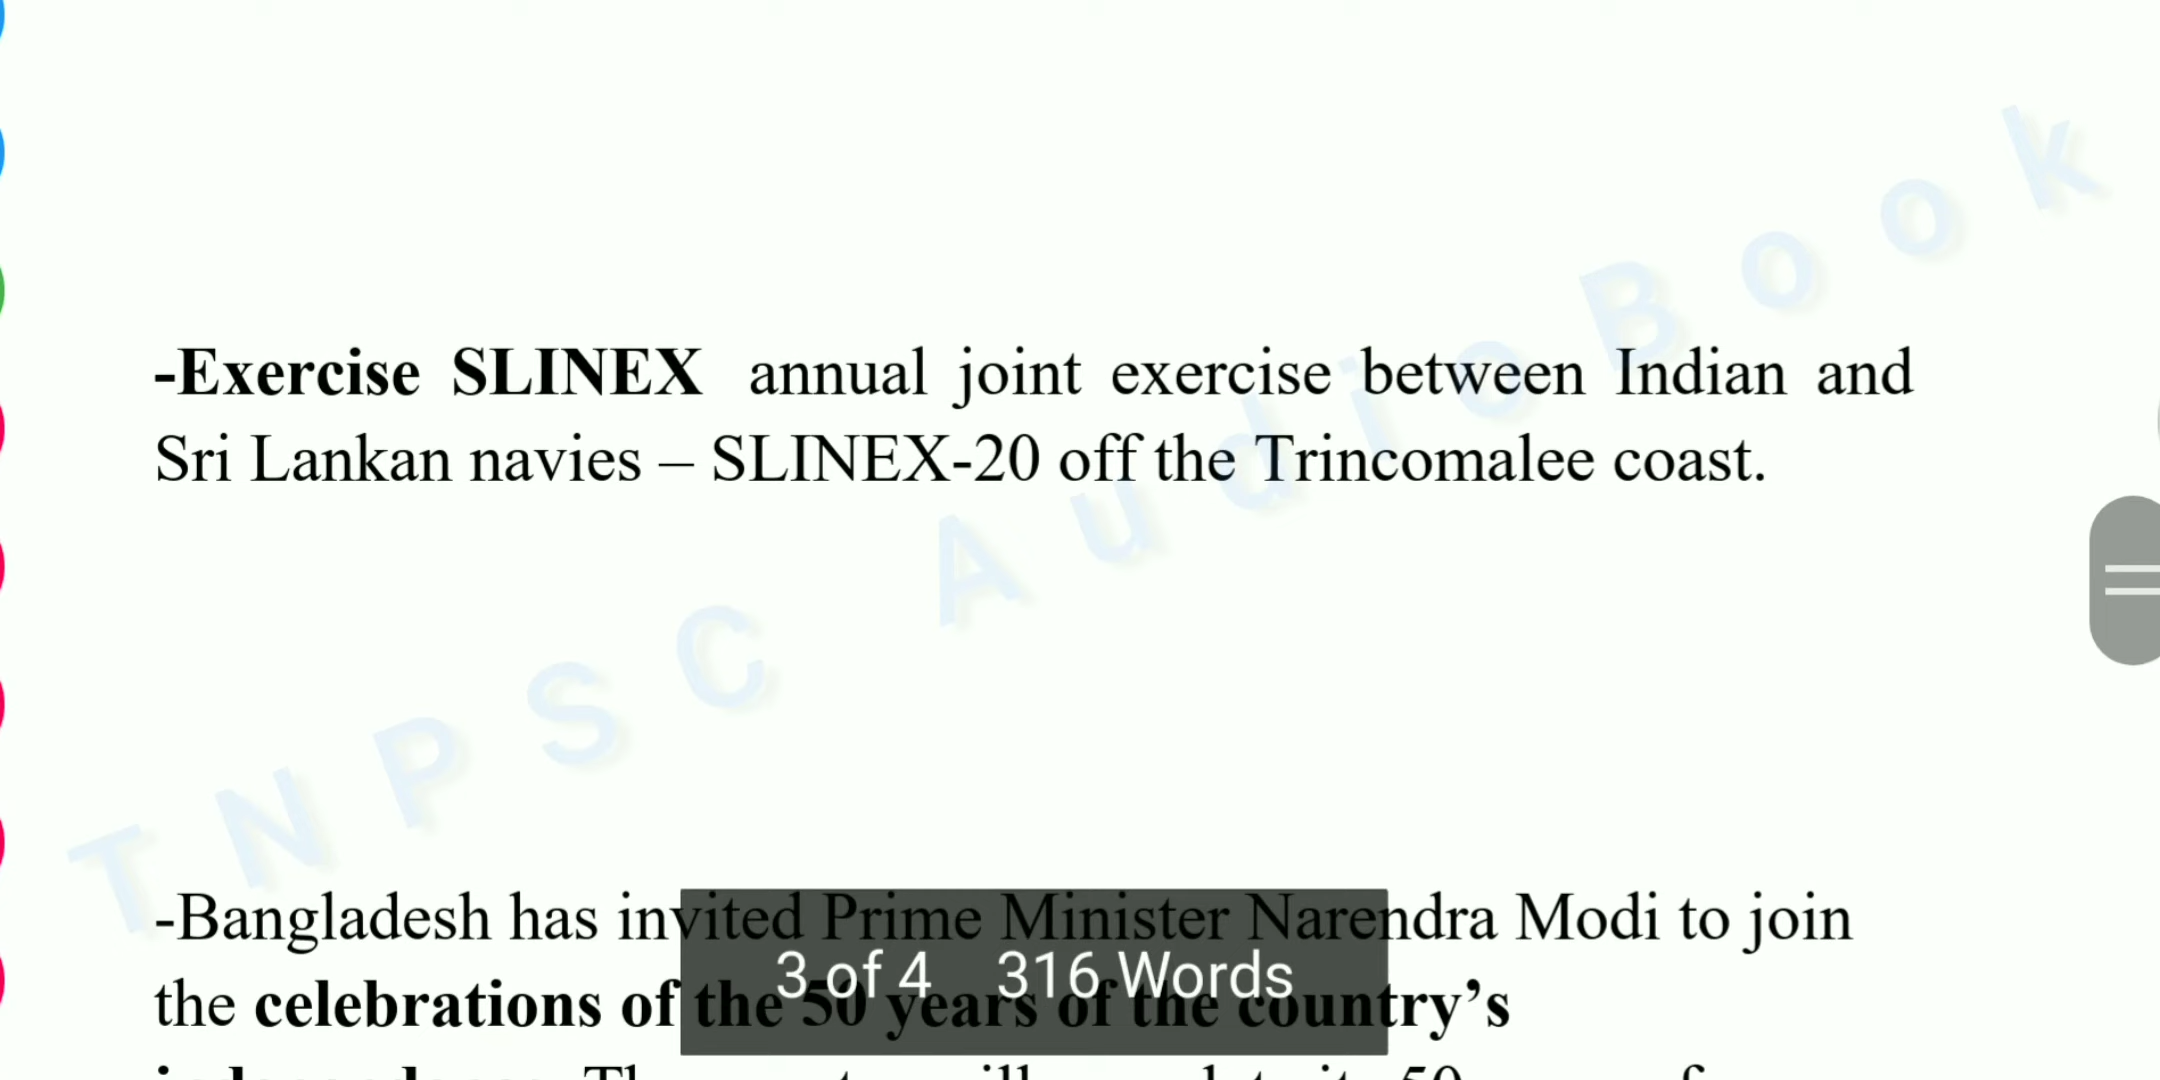 -Exercise SLINEX annual joint exercise between Indian and
Sri Lankan navies – SLINEX-20 off the Trincomalee coast.
TNPSC AudioBook
-Bangladesh has invited Prime Minister Narendra Modi to join
3 of 4 316 Words
the celebrations of the 50 years of the country's